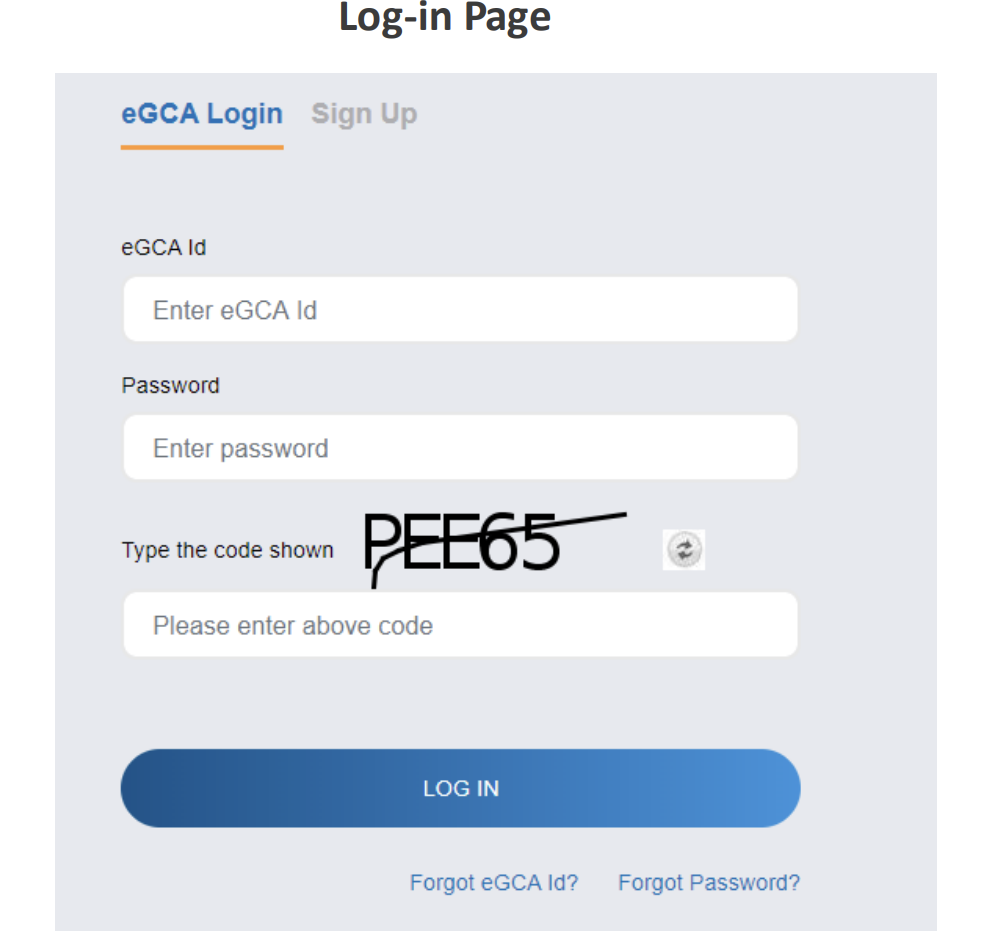 Log-in Page
eGCA Login Sign Up
eGCA Id
Enter eGCA Id
Password
Enter password
Type the code shown PEE65
Please enter above code
LOG IN
Forgot eGCA Id? Forgot Password?